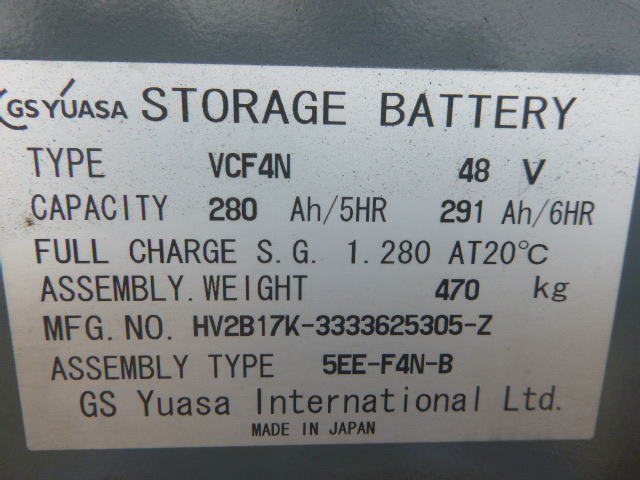 GS YUASA STORAGE BATTERY
TYPE VCF4N 48 V
CAPACITY 280 Ah/5HR 291 Ah/6HR
FULL CHARGE S.G. 1.280 AT20℃
ASSEMBLY.WEIGHT 470 kg
MFG.NO. HV2B17K-3333625305-Z
ASSEMBLY TYPE 5EE-F4N-B
GS Yuasa International Ltd.
MADE IN JAPAN